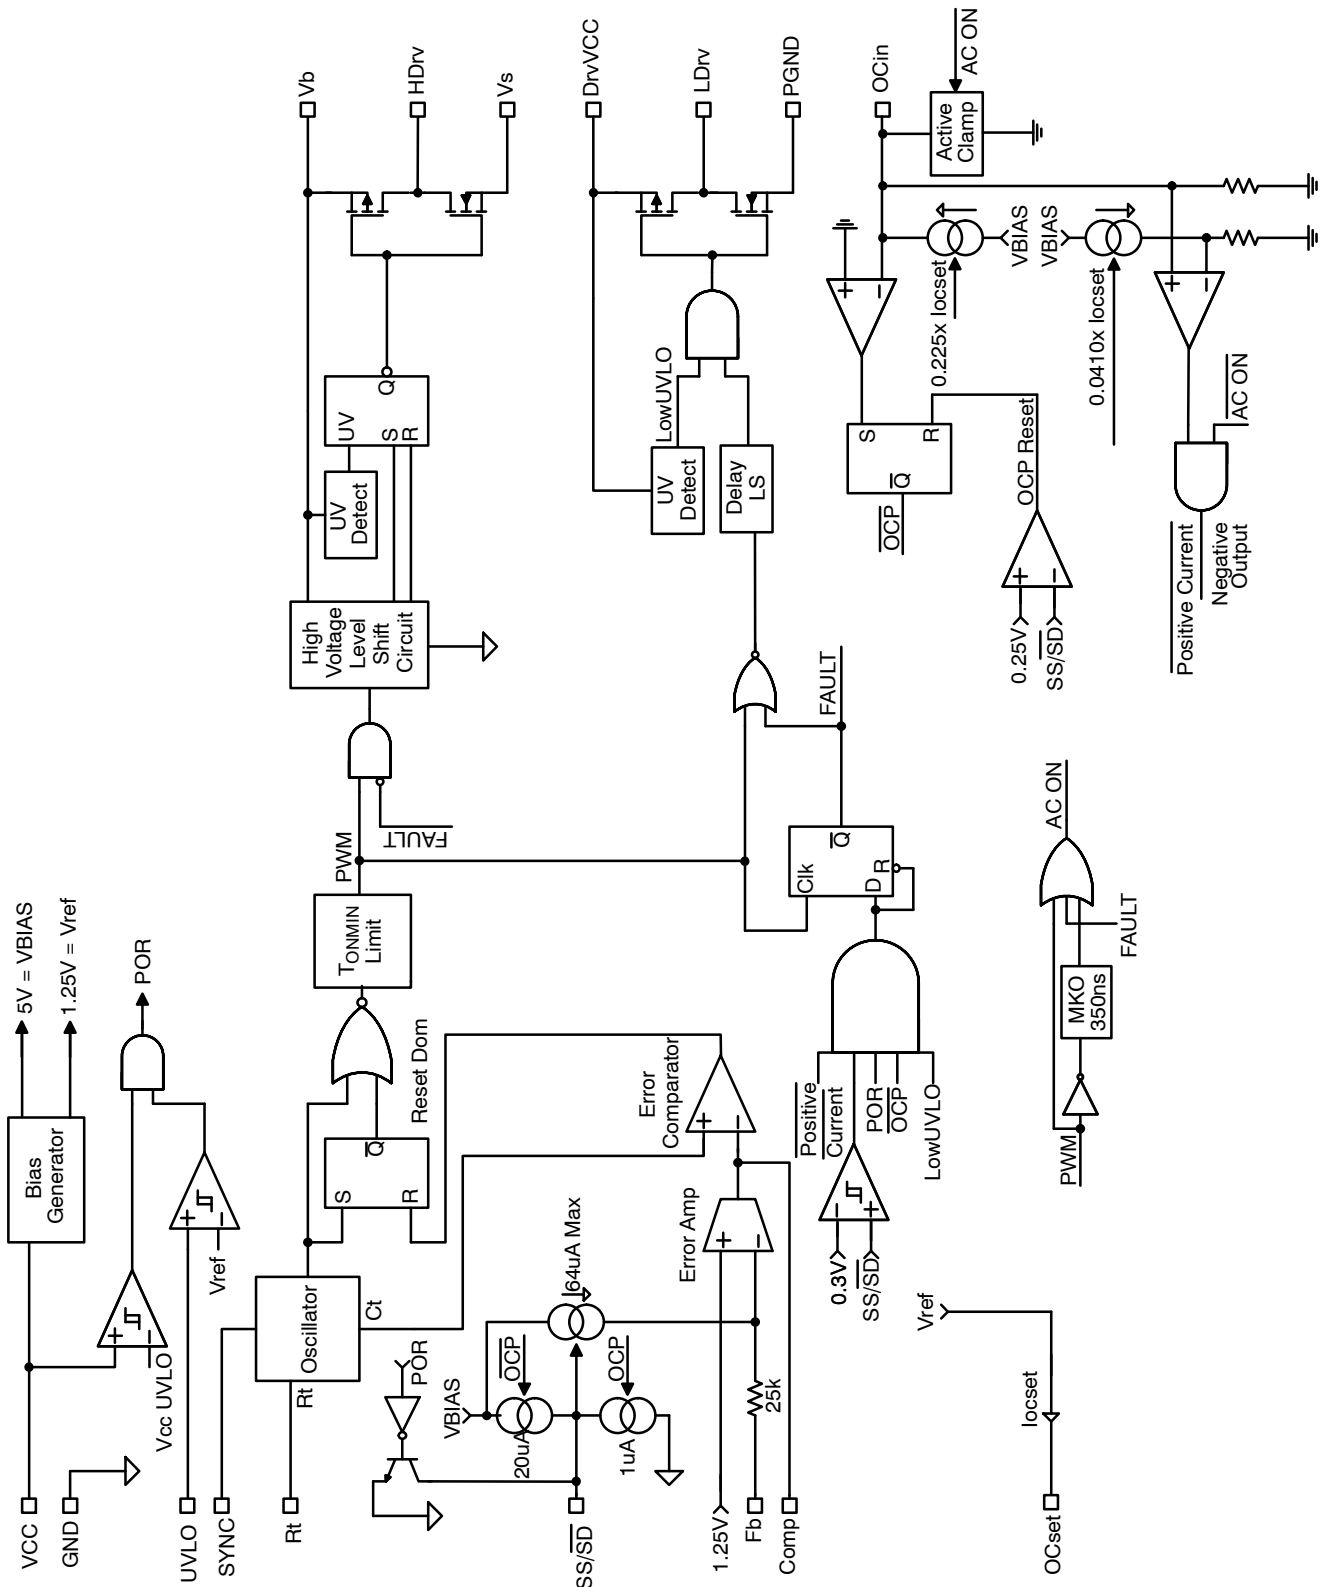 VCC
GND
UVLO
SYNC
Rt
SS/SD
1.25V
Fb
Comp
OCset
Bias
Generator
5V = VBIAS
1.25V = Vref
POR
Vcc UVLO
Vref
Oscillator
Rt
Ct
S
R
Q
Reset Dom
TONMIN
Limit
PWM
FAULT
High
Voltage
Level
Shift
Circuit
UV
Detect
UV
S
R
Q
Vb
HDrv
Vs
DrvVCC
LDrv
PGND
LowUVLO
UV
Detect
Delay
LS
POR
VBIAS
20uA
OCP
64uA Max
OCP
1uA
25k
Error Amp
Error
Comparator
Clk
D
R
Q
FAULT
Positive
Current
POR
OCP
LowUVLO
0.3V
SS/SD
OCin
Active
Clamp
AC ON
0.225x Iocset
VBIAS
VBIAS
0.0410x Iocset
S
R
Q
OCP
OCP Reset
0.25V
SS/SD
AC ON
Positive Current
Negative
Output
PWM
MKO
350ns
FAULT
AC ON
Vref
Iocset